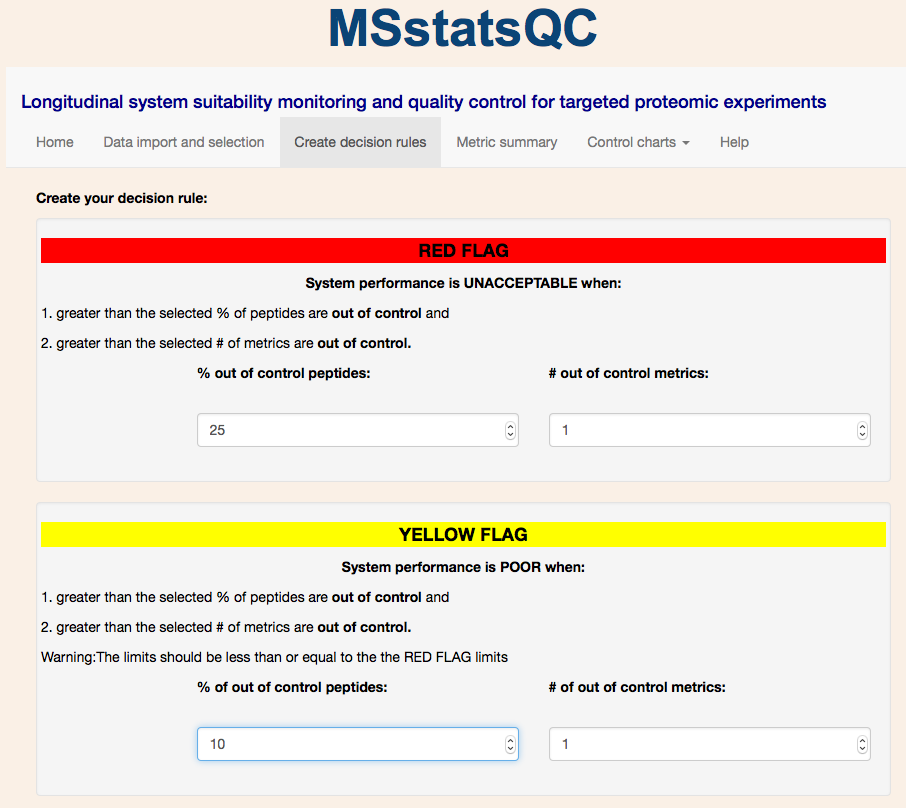 MSstatsQC
Longitudinal system suitability monitoring and quality control for targeted proteomic experiments
Home Data import and selection Create decision rules Metric summary Control charts Help
Create your decision rule:
RED FLAG
System performance is UNACCEPTABLE when:
1. greater than the selected % of peptides are out of control and
2. greater than the selected # of metrics are out of control.
% out of control peptides: # out of control metrics:
25 1
YELLOW FLAG
System performance is POOR when:
1. greater than the selected % of peptides are out of control and
2. greater than the selected # of metrics are out of control.
Warning:The limits should be less than or equal to the the RED FLAG limits
% of out of control peptides: # of out of control metrics:
10 1